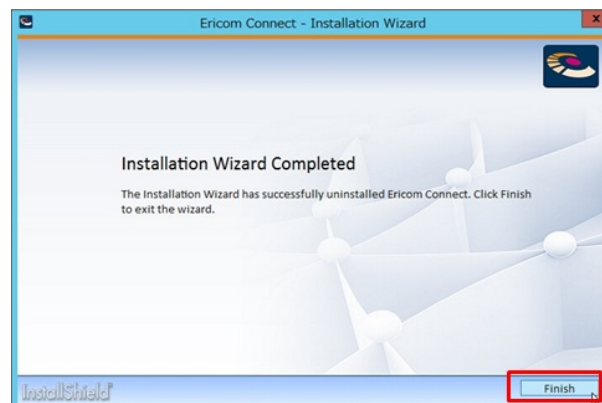 Ericom Connect - Installation Wizard
x
Installation Wizard Completed
The Installation Wizard has successfully uninstalled Ericom Connect. Click Finish
to exit the wizard.
InstallShield
Finish